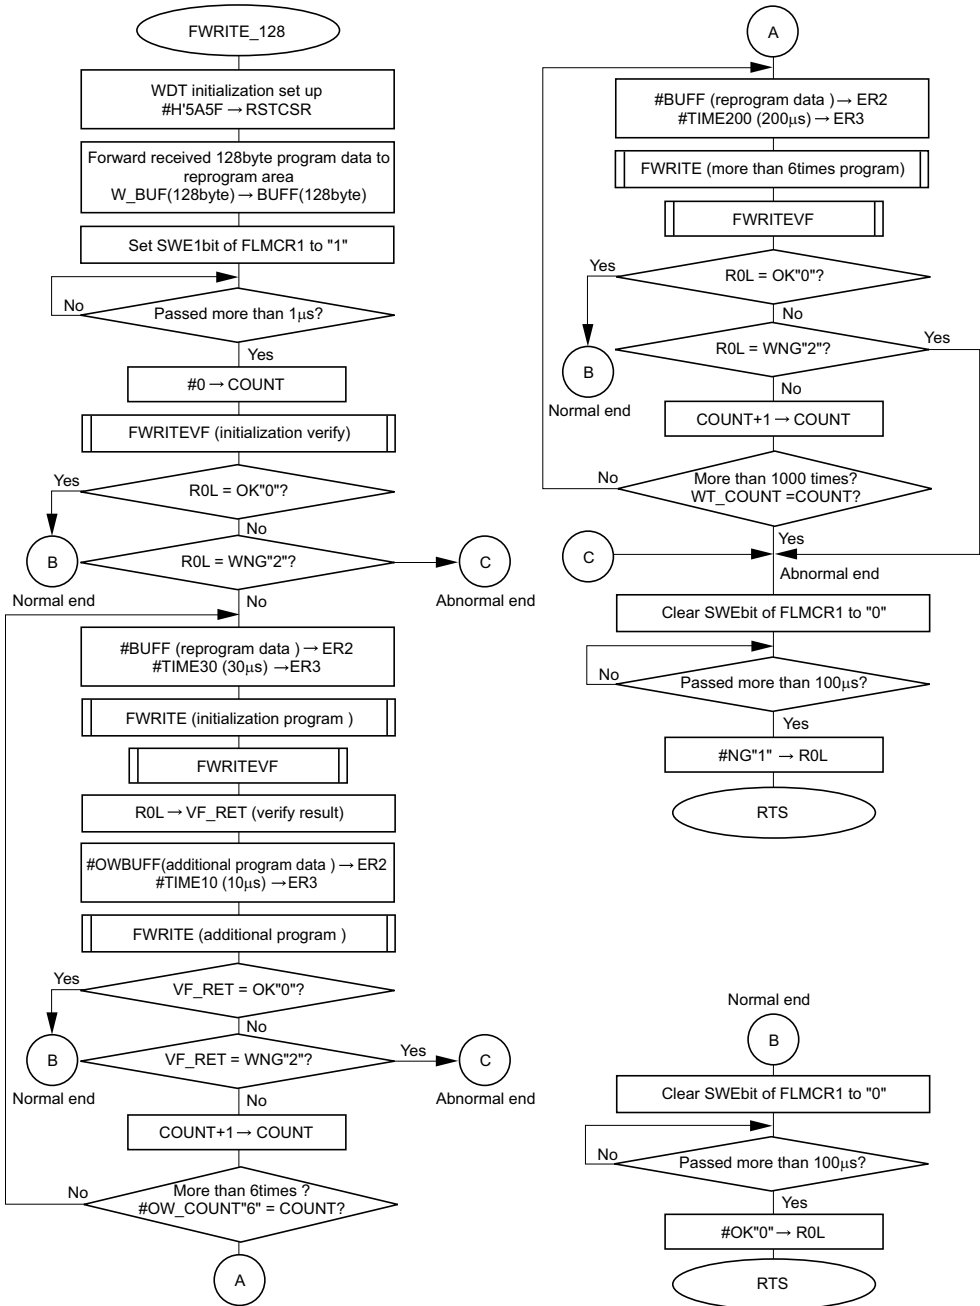 FWRITE_128
WDT initialization set up
#H'5A5F → RSTCSR
Forward received 128byte program data to
reprogram area
W_BUF(128byte) → BUFF(128byte)
Set SWE1bit of FLMCR1 to "1"
No
Passed more than 1μs?
Yes
#0 → COUNT
FWRITEVF (initialization verify)
Yes
R0L = OK"0"?
No
B
R0L = WNG"2"?
C
Normal end
Abnormal end
No
#BUFF (reprogram data ) → ER2
#TIME30 (30μs) →ER3
FWRITE (initialization program )
FWRITEVF
R0L → VF_RET (verify result)
#OWBUFF(additional program data ) → ER2
#TIME10 (10μs) →ER3
FWRITE (additional program )
Yes
VF_RET = OK"0"?
No
B
VF_RET = WNG"2"?
Yes
C
Normal end
Abnormal end
No
COUNT+1 → COUNT
No
More than 6times ?
#OW_COUNT"6" = COUNT?
A
A
#BUFF (reprogram data ) → ER2
#TIME200 (200μs) → ER3
FWRITE (more than 6times program)
FWRITEVF
Yes
R0L = OK"0"?
No
B
R0L = WNG"2"?
Yes
Normal end
No
COUNT+1 → COUNT
No
More than 1000 times?
WT_COUNT =COUNT?
Yes
C
Abnormal end
Clear SWEbit of FLMCR1 to "0"
No
Passed more than 100μs?
Yes
#NG"1" → R0L
RTS
Normal end
B
Clear SWEbit of FLMCR1 to "0"
No
Passed more than 100μs?
Yes
#OK"0" → R0L
RTS